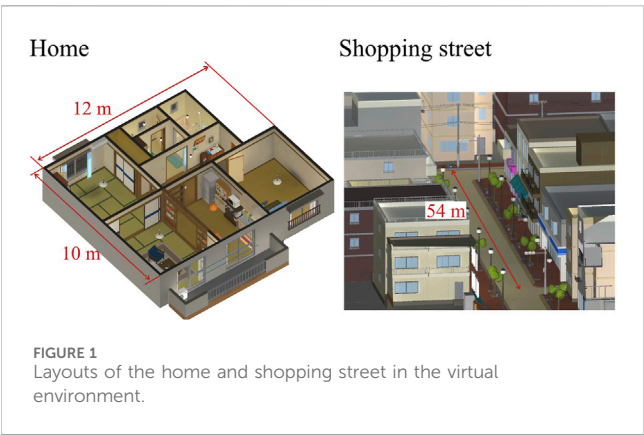 Home
Shopping street
12 m
10 m
54 m
FIGURE 1
Layouts of the home and shopping street in the virtual
environment.